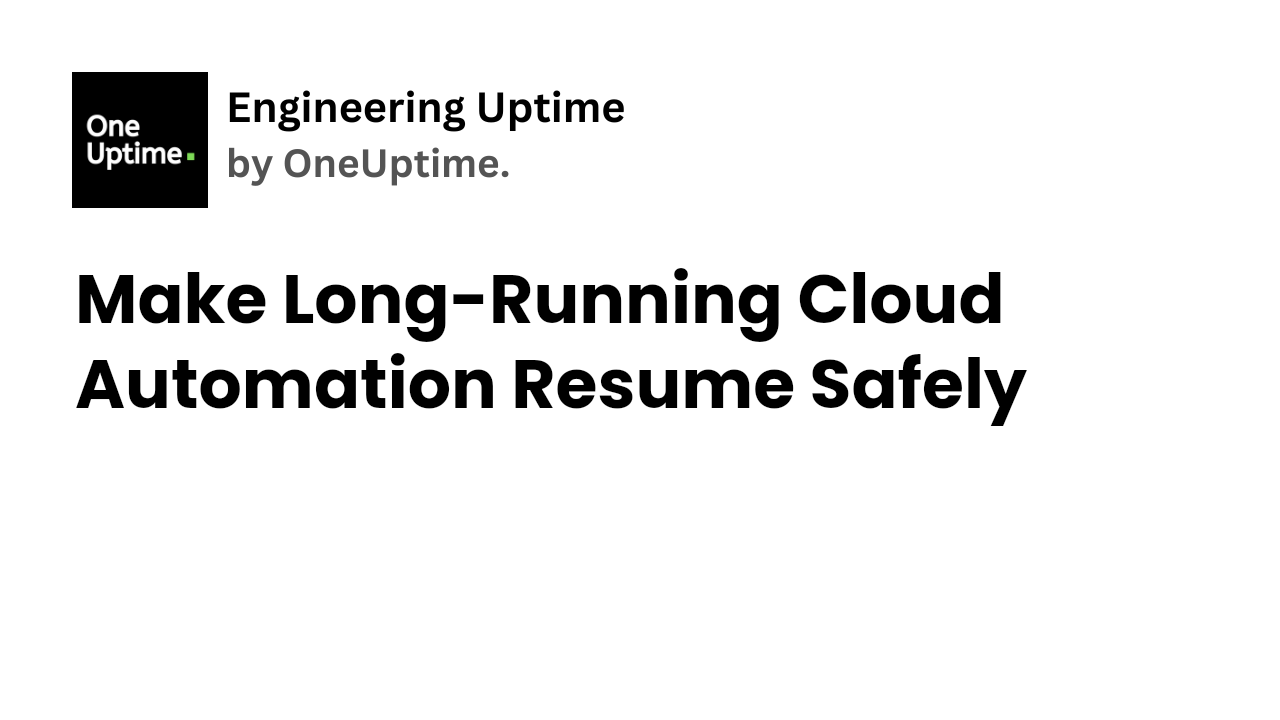 One
Uptime
Engineering Uptime
by OneUptime.
Make Long-Running Cloud
Automation Resume Safely